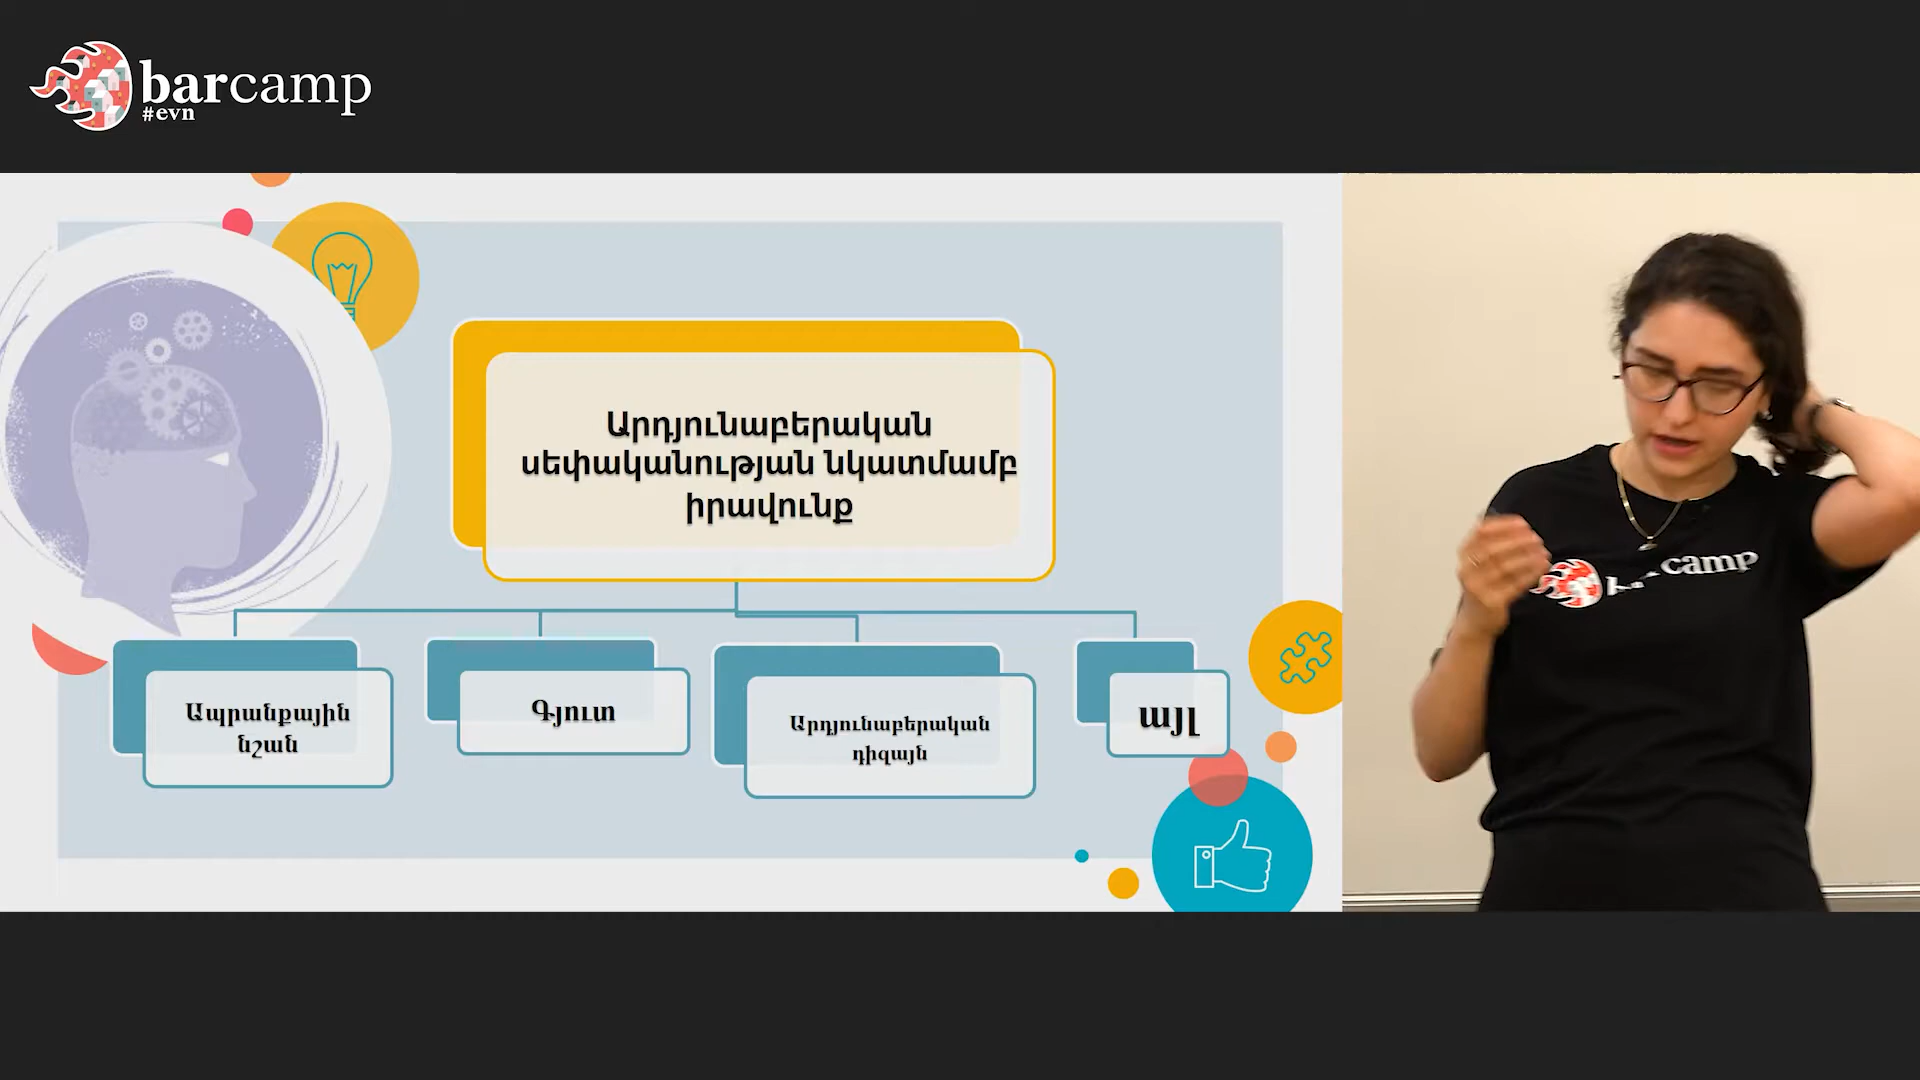 barcamp
#evn
Արդյունաբերական
սեփականության նկատմամբ
իրավունք
Ապրանքային
նշան
Գյուտ
Արդյունաբերական
դիզայն
այլ
camp